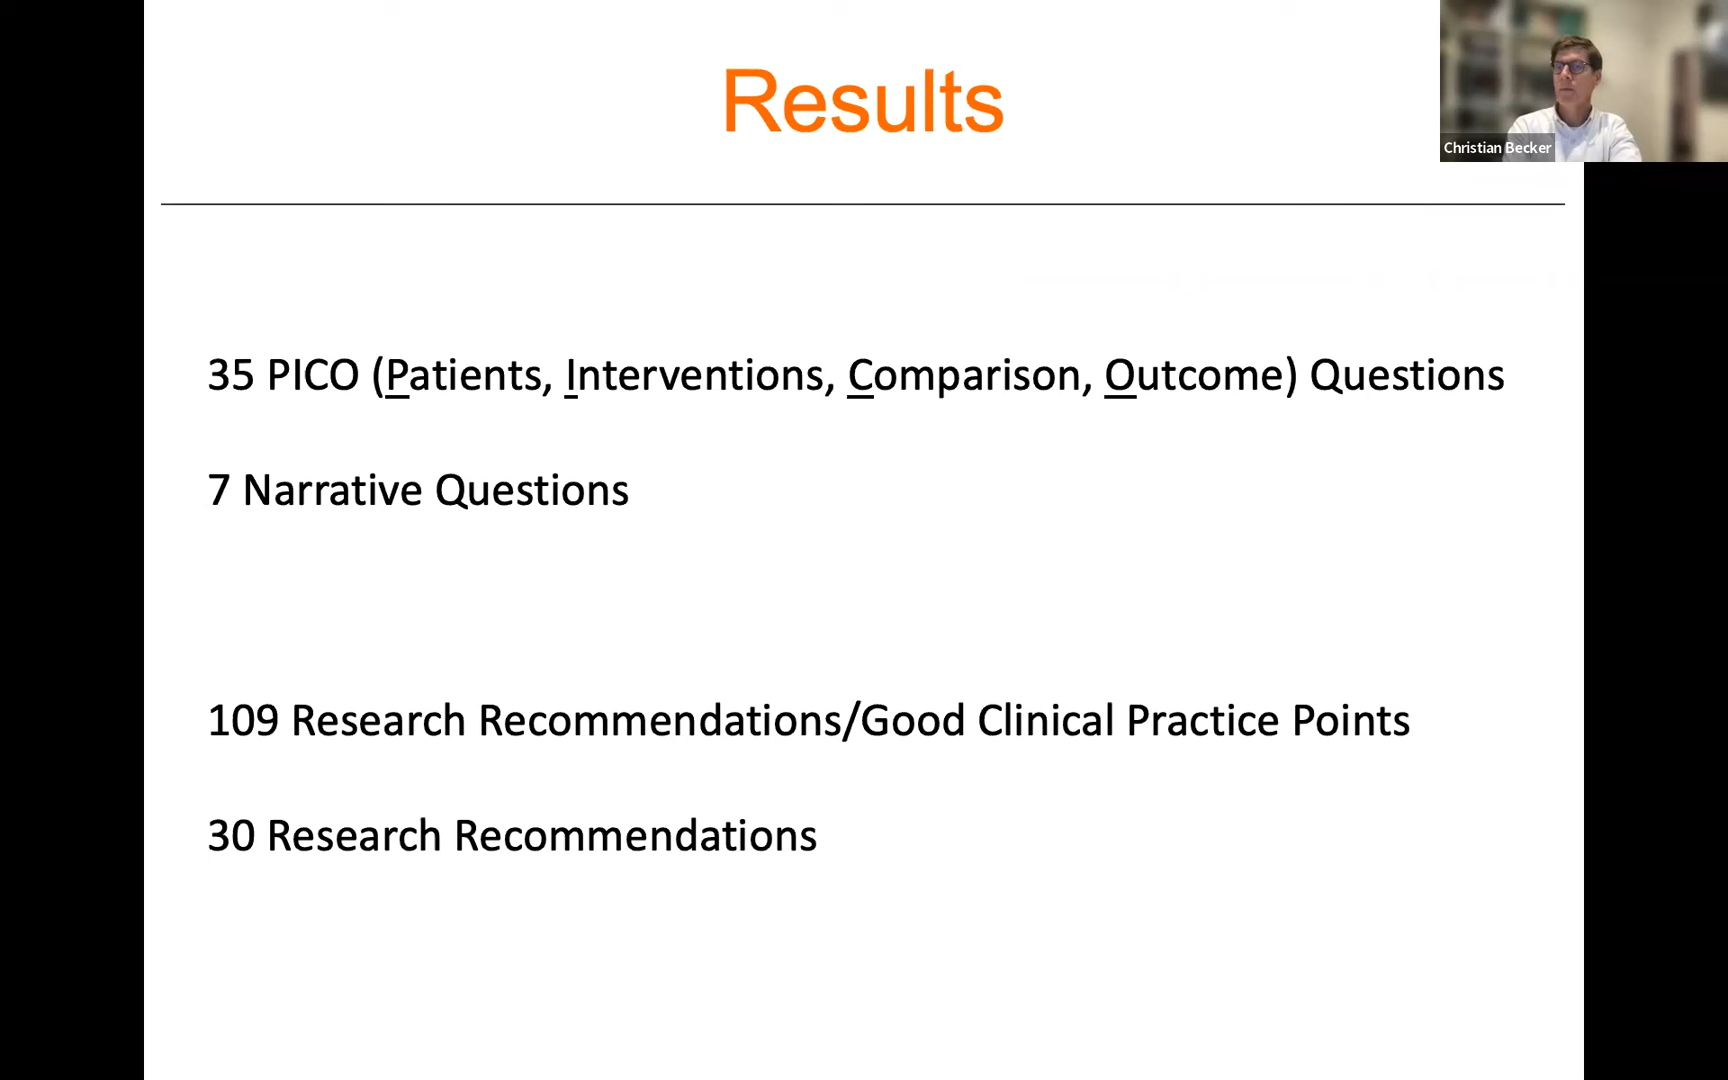 Results
Christian Becker
35 PICO (Patients, Interventions, Comparison, Outcome) Questions
7 Narrative Questions
109 Research Recommendations/Good Clinical Practice Points
30 Research Recommendations